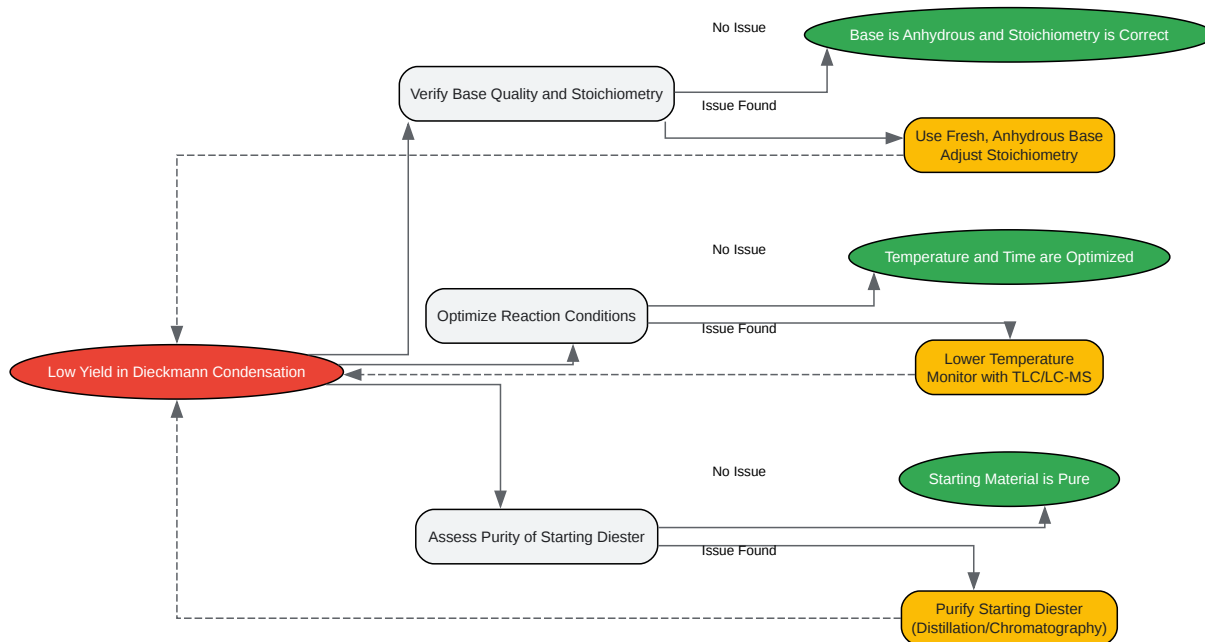 No Issue
Base is Anhydrous and Stoichiometry is Correct
Verify Base Quality and Stoichiometry
Issue Found
Use Fresh, Anhydrous Base
Adjust Stoichiometry
No Issue
Temperature and Time are Optimized
Optimize Reaction Conditions
Issue Found
Lower Temperature
Monitor with TLC/LC-MS
Low Yield in Dieckmann Condensation
No Issue
Starting Material is Pure
Assess Purity of Starting Diester
Issue Found
Purify Starting Diester
(Distillation/Chromatography)